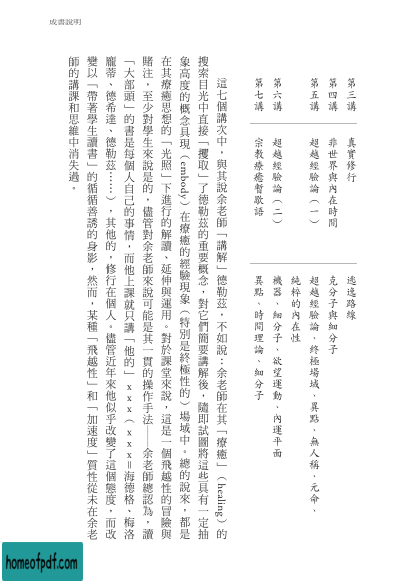 成書說明
第三講 真實修行 逃逸路線
第四講 非世界與內在時間 克分子與細分子
第五講 超越經驗論（一） 超越經驗論、終極場域、異點、無人稱、元命、
純粹的內在性
第六講 超越經驗論（二） 機器、細分子、欲望運動、內運平面
第七講 宗教療癒暫歇語 異點、時間理論、細分子
這七個講次中，與其說余老師「講解」德勒茲，不如說：余老師在其「療癒」（healing）的
搜索目光中直接「攫取」了德勒茲的重要概念，對它們簡要講解後，隨即試圖將這些具有一定抽
象高度的概念具現（embody）在療癒的經驗現象（特別是終極性的）場域中。總的說來，都是
在其療癒思想的「光照」下進行的解讀、延伸與運用。對於課堂來說，這是一個飛越性的冒險與
賭注，至少對學生來說是的，儘管對余老師來說可能是其一貫的操作手法——余老師總認為，讀
「大部頭」的書是每個人自己的事情，而他上課就只講「他的」xxx（xxx＝海德格、梅洛
龐蒂、德希達、德勒茲……），其他的，修行在個人。儘管近年來他似乎改變了這個態度，而改
變以「帶著學生讀書」的循循善誘的身影，然而，某種「飛越性」和「加速度」質性從未在余老
師的講課和思維中消失過。
homeofpdf.com
homeofpdf.com